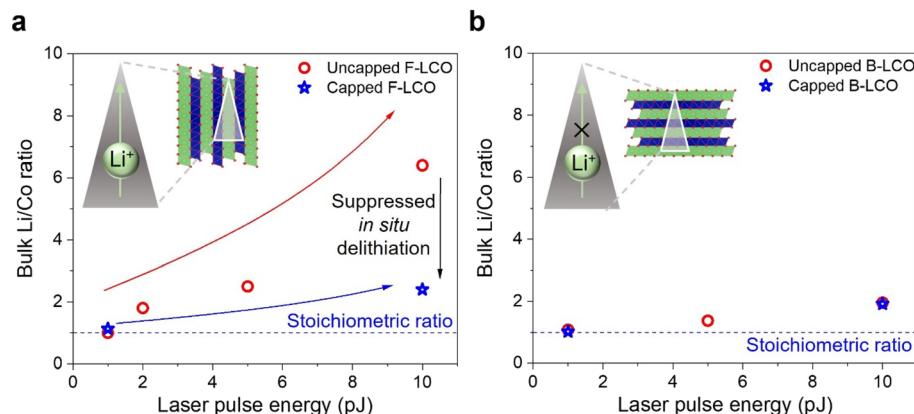 a
10
8
6
4
2
0
Bulk Li/Co ratio
Li⁺
Uncapped F-LCO
Capped F-LCO
Suppressed
in situ
delithiation
Stoichiometric ratio
0 2 4 6 8 10
Laser pulse energy (pJ)
b
10
8
6
4
2
0
Bulk Li/Co ratio
Li⁺
Uncapped B-LCO
Capped B-LCO
Stoichiometric ratio
0 2 4 6 8 10
Laser pulse energy (pJ)